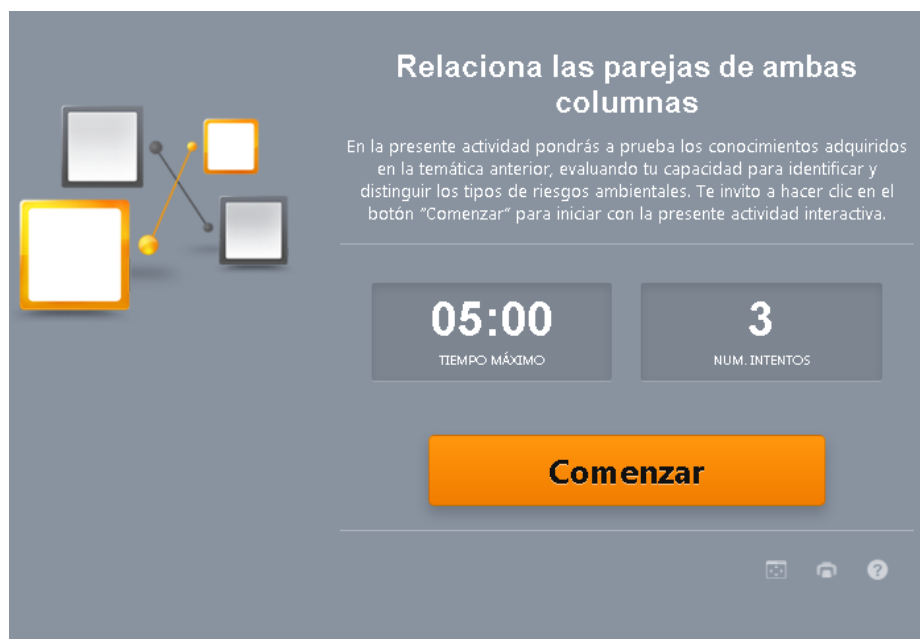 Relaciona las parejas de ambas
columnas
En la presente actividad pondrás a prueba los conocimientos adquiridos
en la temática anterior, evaluando tu capacidad para identificar y
distinguir los tipos de riesgos ambientales. Te invito a hacer clic en el
botón "Comenzar" para iniciar con la presente actividad interactiva.
05:00
TIEMPO MÁXIMO
3
NUM. INTENTOS
Comenzar
?